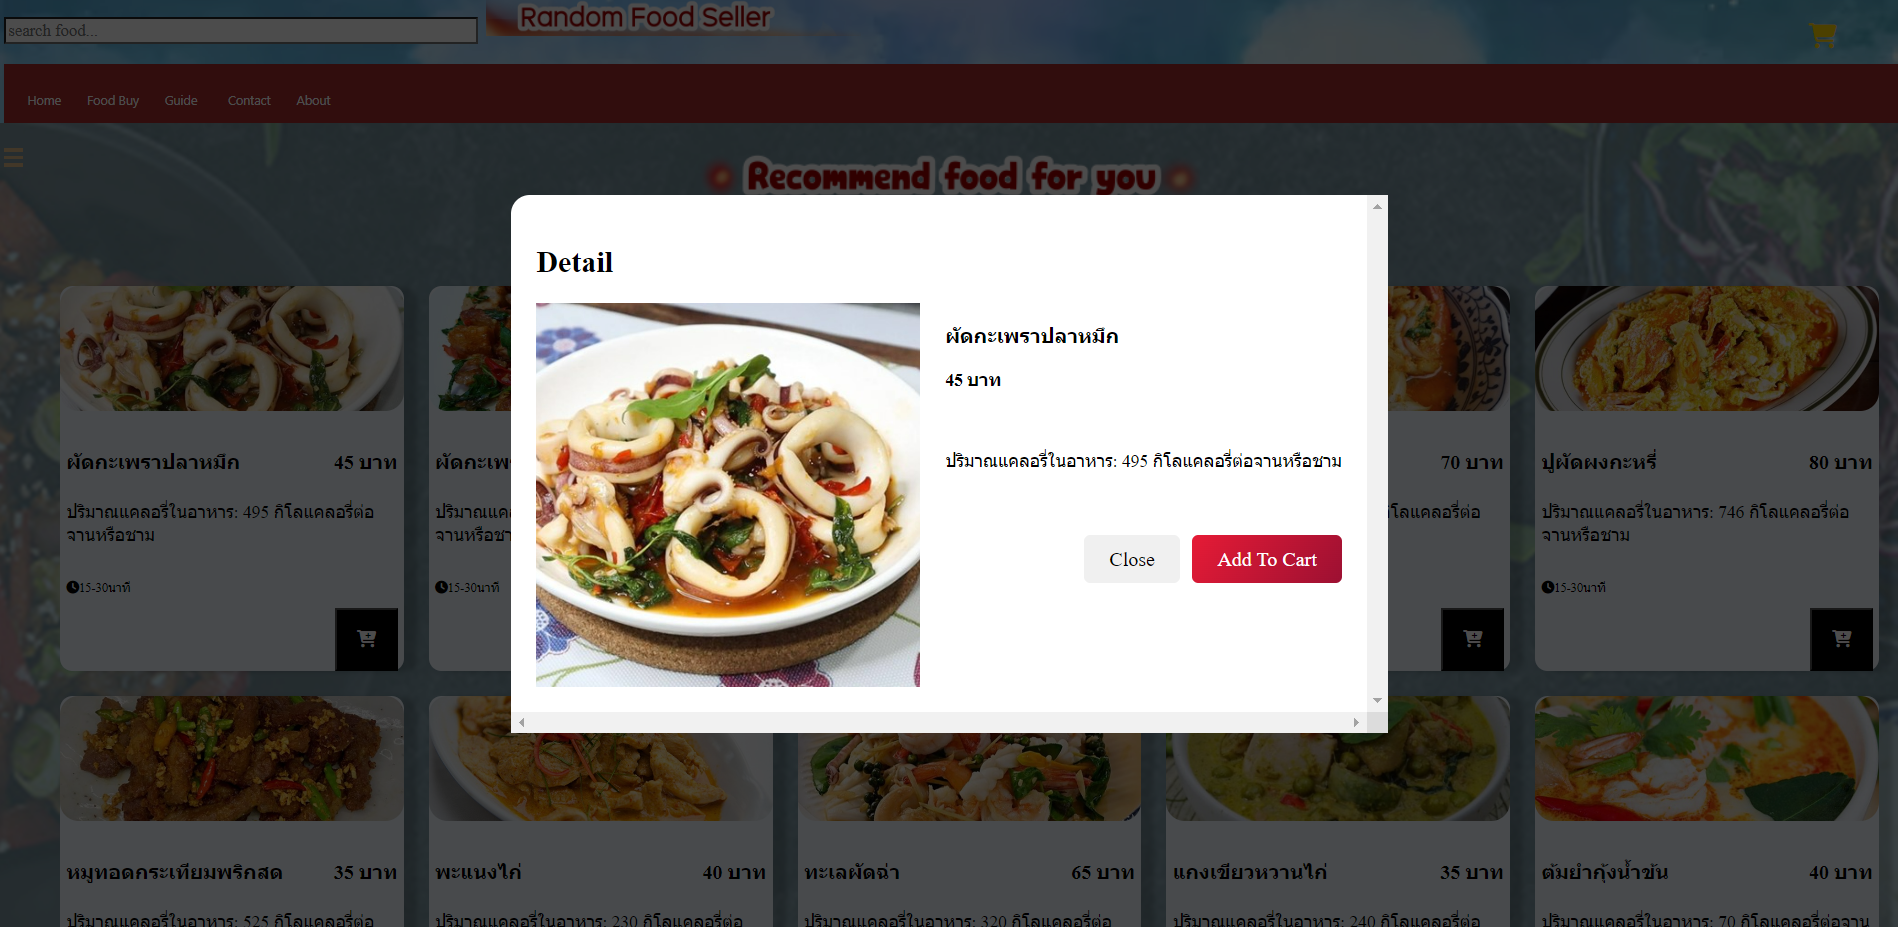 Random Food Seller
search food...
Home Food Buy Guide Contact About
Recommend food for you
Detail
ผัดกะเพราปลาหมึก
45 บาท
ปริมาณแคลอรี่ในอาหาร: 495 กิโลแคลอรี่ต่อจานหรือชาม
Close Add To Cart
ผัดกะเพราปลาหมึก 45 บาท
ปริมาณแคลอรี่ในอาหาร: 495 กิโลแคลอรี่ต่อ
จานหรือชาม
15-30นาที
ผัดกะเพ
ปริมาณแคล
จานหรือชา
15-30นาที
70 บาท
กิโลแคลอรี่ต่อ
ปูผัดผงกะหรี่ 80 บาท
ปริมาณแคลอรี่ในอาหาร: 746 กิโลแคลอรี่ต่อ
จานหรือชาม
15-30นาที
หมูทอดกระเทียมพริกสด 35 บาท
ปริมาณแคลอรี่ในอาหาร: 525 กิโลแคลอรี่ต่อ
พะแนงไก่ 40 บาท
ปริมาณแคลอรี่ในอาหาร: 230 กิโลแคลอรี่ต่อ
ทะเลผัดฉ่า 65 บาท
ปริมาณแคลอรี่ในอาหาร: 320 กิโลแคลอรี่ต่อ
แกงเขียวหวานไก่ 35 บาท
ปริมาณแคลอรี่ในอาหาร: 240 กิโลแคลอรี่ต่อ
ต้มยำกุ้งน้ำข้น 40 บาท
ปริมาณแคลอรี่ในอาหาร: 70 กิโลแคลอรี่ต่อจาน